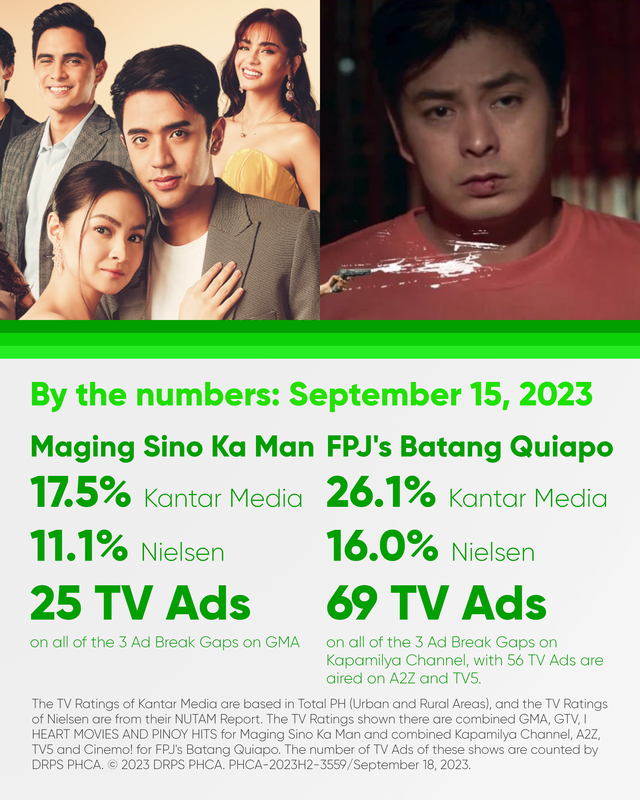 By the numbers: September 15, 2023
Maging Sino Ka Man
17.5% Kantar Media
11.1% Nielsen
25 TV Ads
on all of the 3 Ad Break Gaps on GMA
FPJ's Batang Quiapo
26.1% Kantar Media
16.0% Nielsen
69 TV Ads
on all of the 3 Ad Break Gaps on
Kapamilya Channel, with 56 TV Ads are
aired on A2Z and TV5.
The TV Ratings of Kantar Media are based in Total PH (Urban and Rural Areas), and the TV Ratings
of Nielsen are from their NUTAM Report. The TV Ratings shown there are combined GMA, GTV, I
HEART MOVIES AND PINOY HITS for Maging Sino Ka Man and combined Kapamilya Channel, A2Z,
TV5 and Cinemo! for FPJ's Batang Quiapo. The number of TV Ads of these shows are counted by
DRPS PHCA. © 2023 DRPS PHCA. PHCA-2023H2-3559/September 18, 2023.